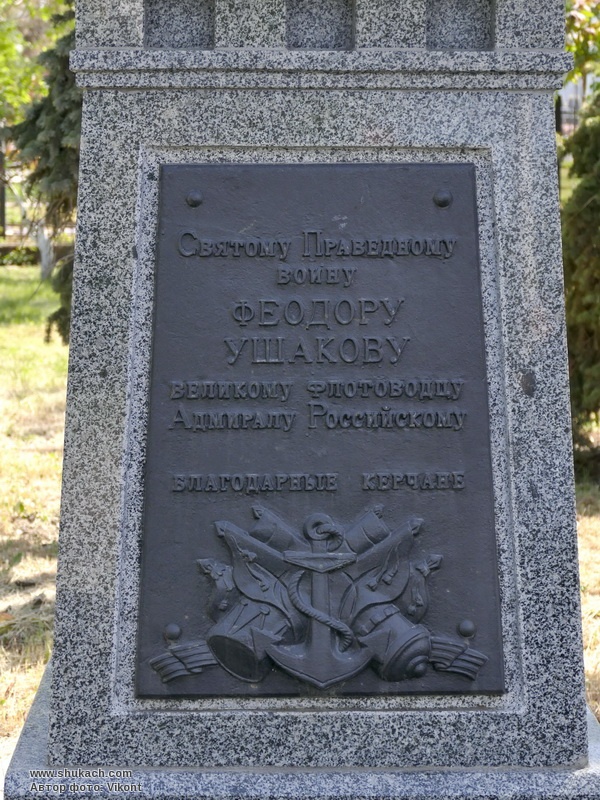 Святому Праведному
воину
ФЕОДОРУ
УШАКОВУ
великому флотоводцу
Адмиралу Российскому
благодарные керчане
www.shukach.com
Автор фото: Vikont